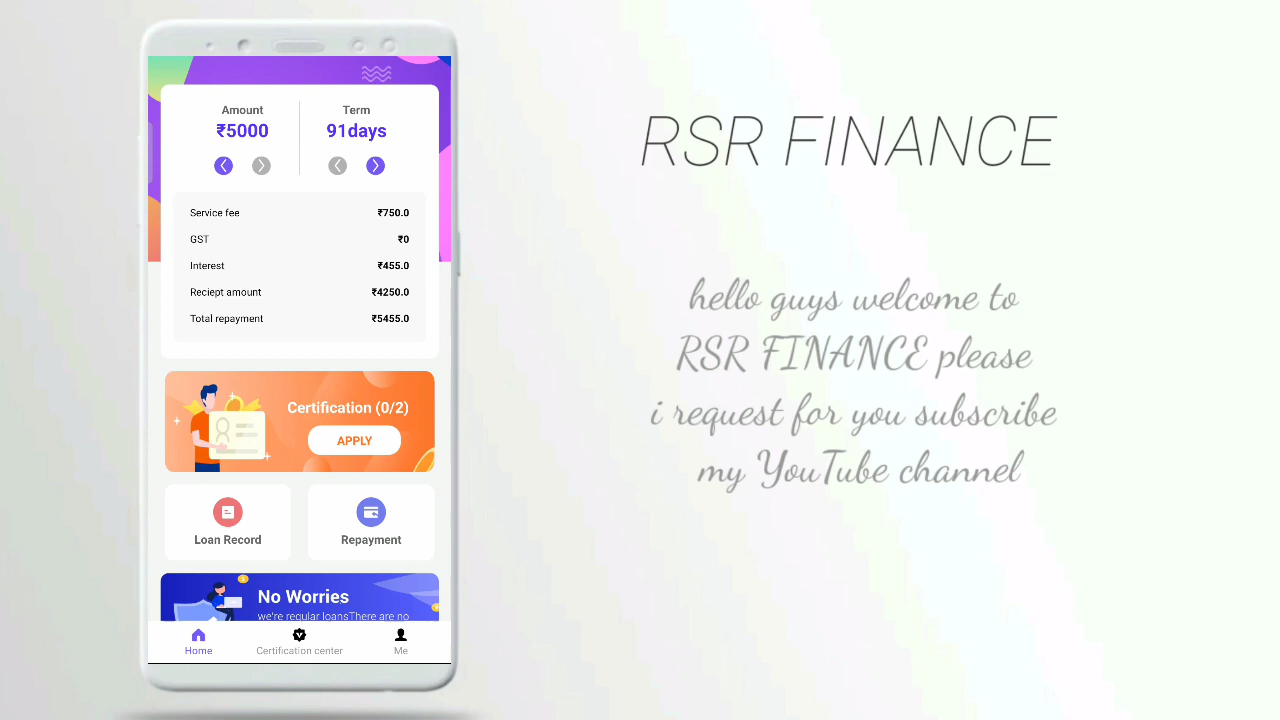 Amount
Term
₹5000
91days
Service fee
₹750.0
GST
₹0
Interest
₹455.0
Reciept amount
₹4250.0
Total repayment
₹5455.0
Certification (0/2)
APPLY
Loan Record
Repayment
No Worries
we're regular loansThere are no
Home
Certification center
Me
RSR FINANCE
hello guys welcome to
RSR FINANCE please
i request for you subscribe
my YouTube channel